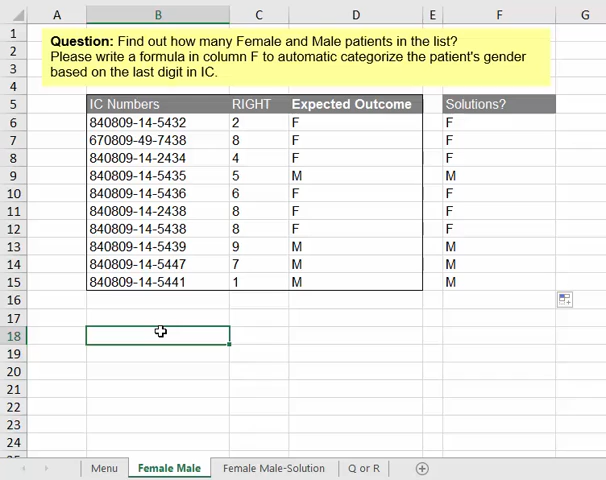 A B C D E F G
1 Question: Find out how many Female and Male patients in the list?
2 Please write a formula in column F to automatic categorize the patient's gender
3 based on the last digit in IC.
4
5 IC Numbers RIGHT Expected Outcome Solutions?
6 840809-14-5432 2 F F
7 670809-49-7438 8 F F
8 840809-14-2434 4 F F
9 840809-14-5435 5 M M
10 840809-14-5436 6 F F
11 840809-14-2438 8 F F
12 840809-14-5438 8 F F
13 840809-14-5439 9 M M
14 840809-14-5447 7 M M
15 840809-14-5441 1 M M
16
17
18
19
20
21
22
23
24
Menu Female Male Female Male-Solution Q or R